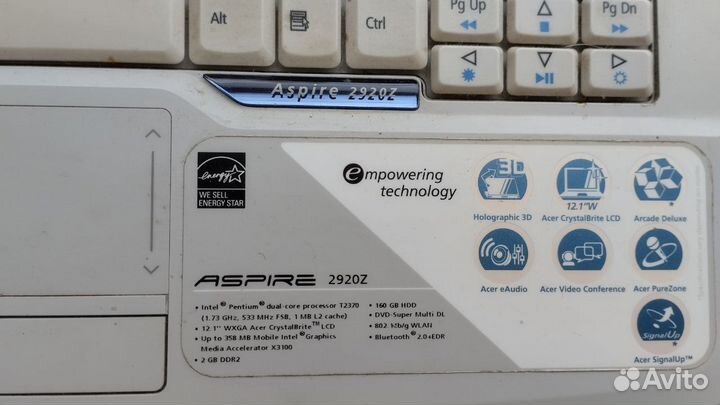 Alt
Ctrl
Pg Up
Pg Dn
Aspire 2920Z
energy
WE SELL
ENERGY STAR
empowering
technology
3D
Holographic 3D
12.1"W
Acer CrystalBrite LCD
Arcade Deluxe
Acer eAudio
Acer Video Conference
Acer PureZone
SignalUp
Acer SignalUp™
ASPIRE 2920Z
• Intel® Pentium® dual-core processor T2370
(1.73 GHz, 533 MHz FSB, 1 MB L2 cache)
• 12.1" WXGA Acer CrystalBrite™ LCD
• Up to 358 MB Mobile Intel® Graphics
Media Accelerator X3100
• 2 GB DDR2
• 160 GB HDD
• DVD-Super Multi DL
• 802.11b/g WLAN
• Bluetooth® 2.0+EDR
Avito